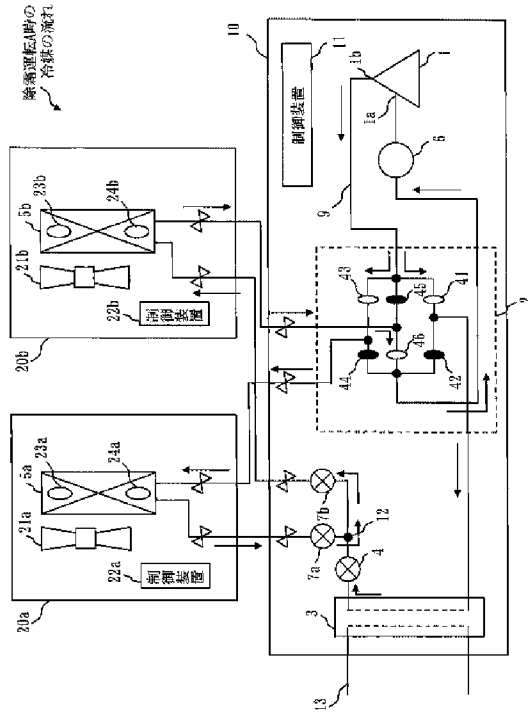 除霜運転A時の
冷媒の流れ
20b
5b
23b
24b
21b
22b
制御装置
20a
5a
23a
24a
21a
22a
制御装置
10
11
制御装置
1b
1
1a
6
9
2
43
45
41
44
46
42
7b
7a
12
4
3
13